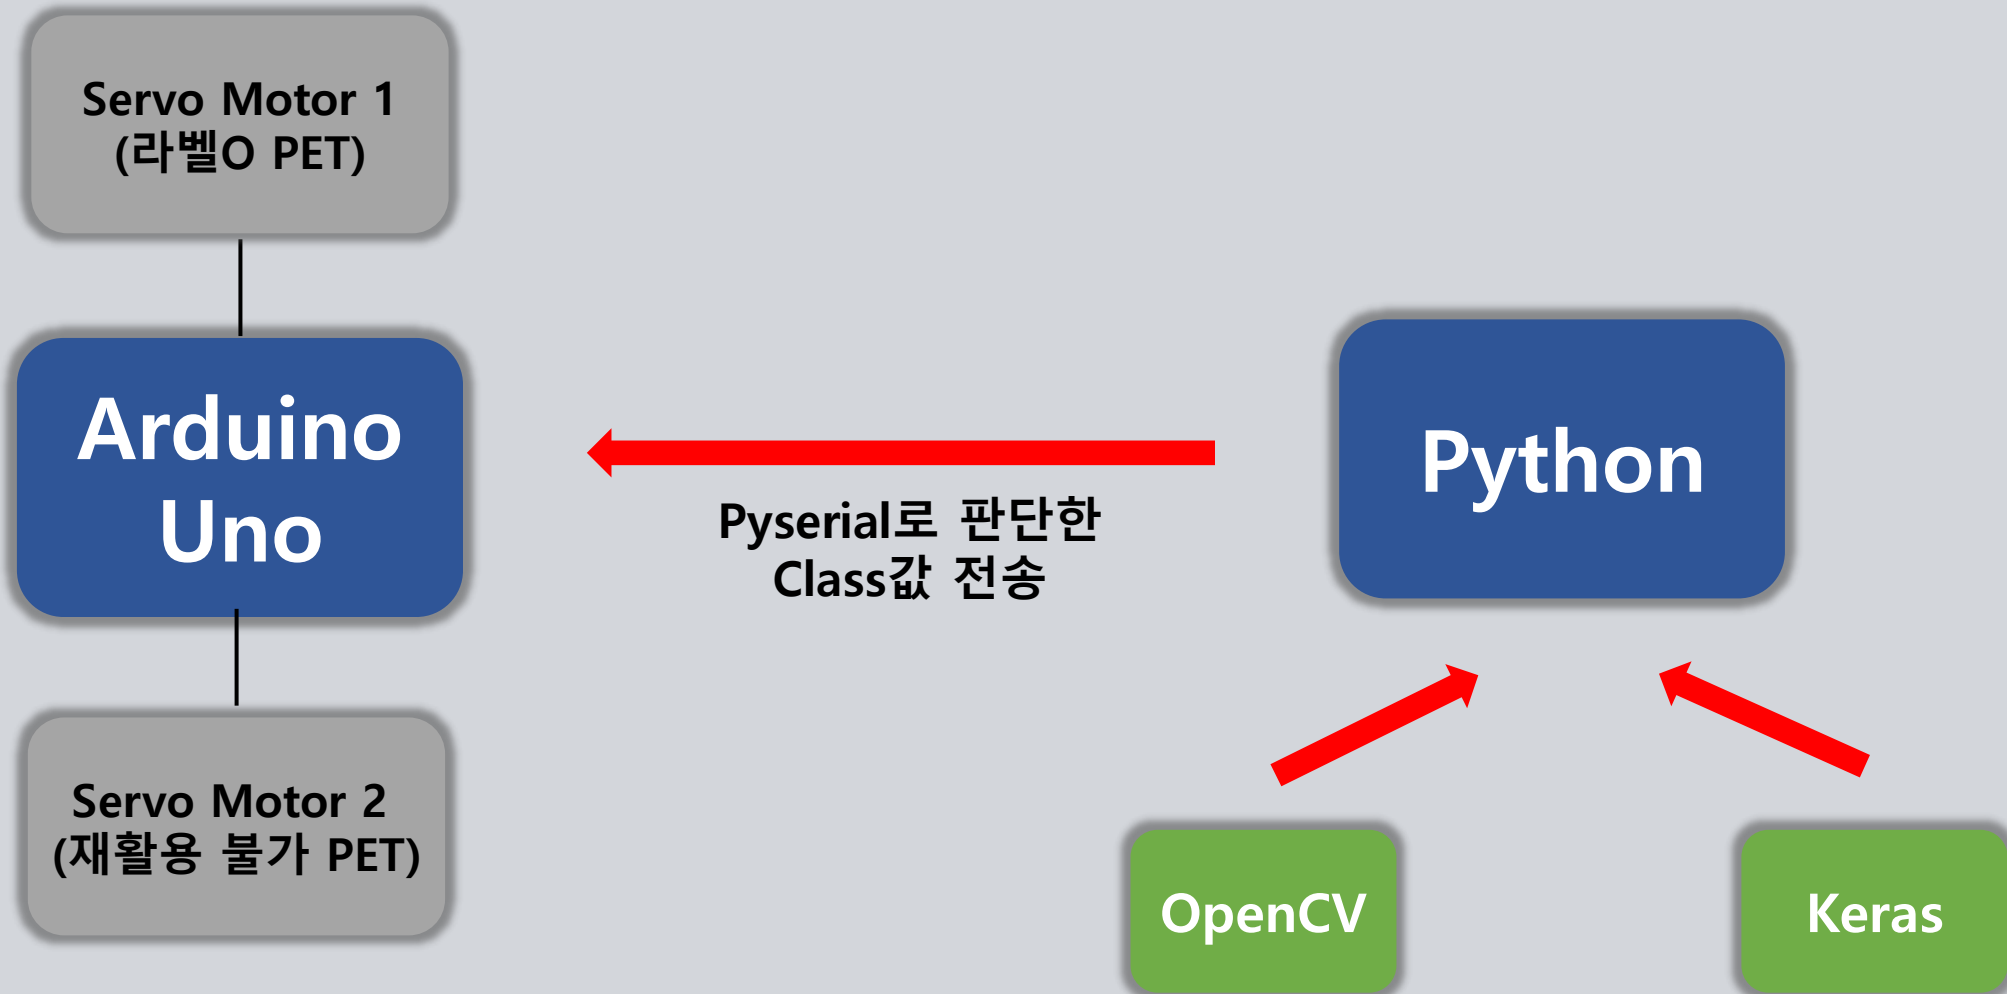 Servo Motor 1
(라벨O PET)
Arduino
Uno
Servo Motor 2
(재활용 불가 PET)
Pyserial로 판단한
Class값 전송
Python
OpenCV
Keras